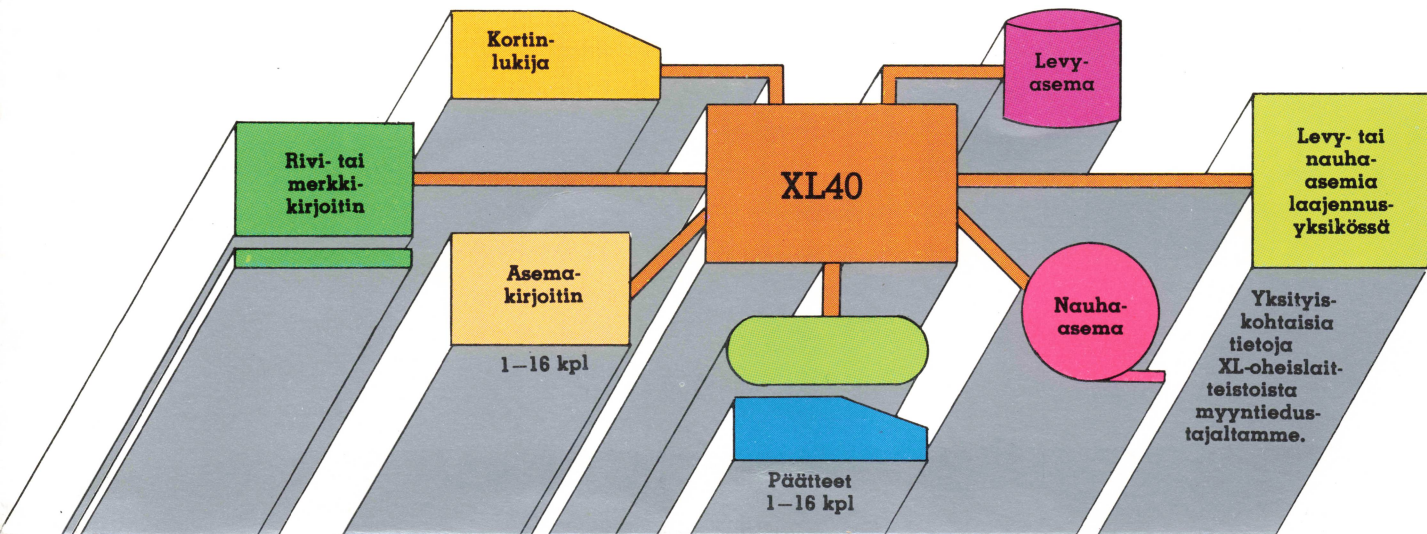 Kortin-
lukija
Levy-
asema
Rivi- tai
merkki-
kirjoitin
XL40
Levy- tai
nauha-
asemia
laajennus-
yksikössä
Asema-
kirjoitin
1–16 kpl
Nauha-
asema
Yksityis-
kohtaisia
tietoja
XL-oheislait-
teistoista
myyntiedus-
tajaltamme.
Päätteet
1–16 kpl